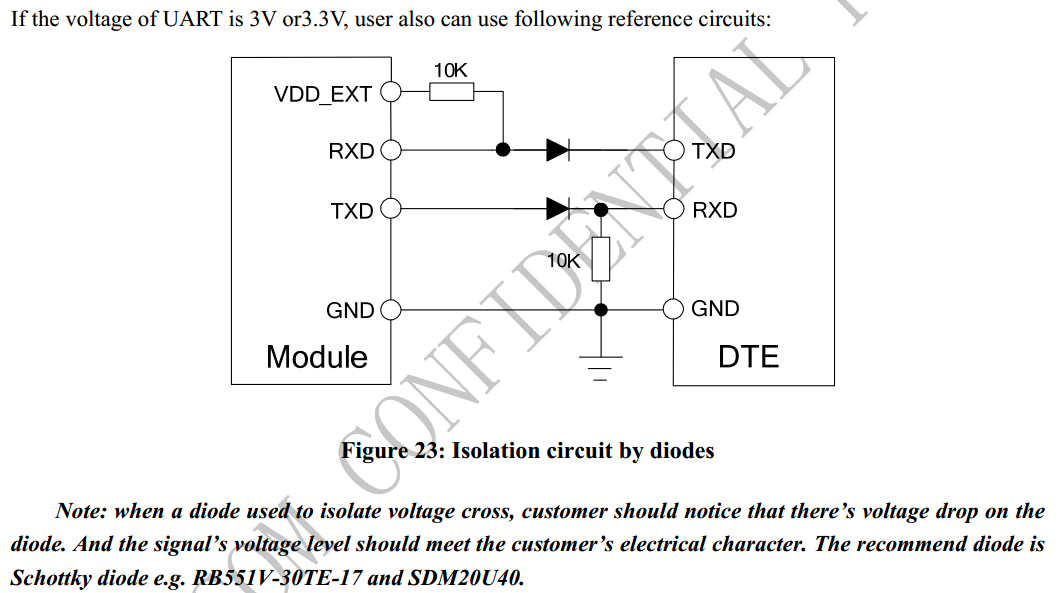 If the voltage of UART is 3V or3.3V, user also can use following reference circuits:
10K
VDD_EXT
RXD
TXD
TXD
RXD
10K
GND
GND
Module
DTE
CONFIDENTIAL
Figure 23: Isolation circuit by diodes
Note: when a diode used to isolate voltage cross, customer should notice that there's voltage drop on the
diode. And the signal's voltage level should meet the customer's electrical character. The recommend diode is
Schottky diode e.g. RB551V-30TE-17 and SDM20U40.